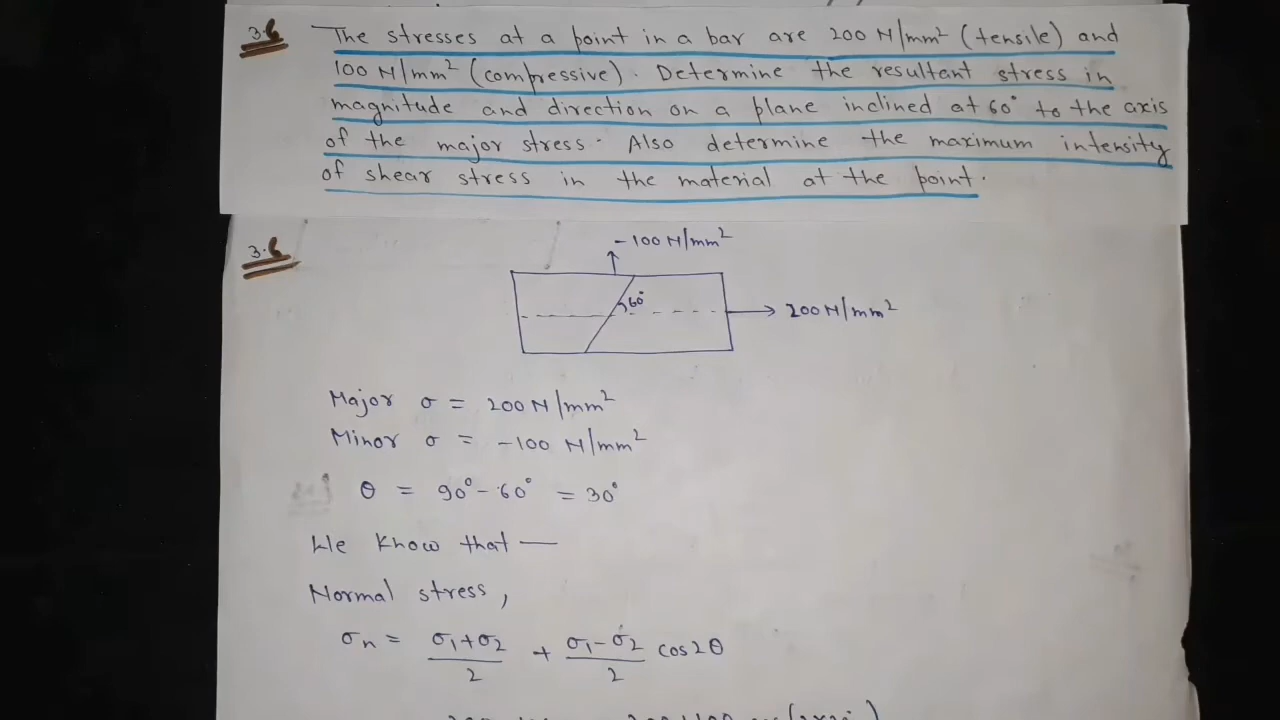 3.6 The stresses at a point in a bar are 200 N/mm² (tensile) and
100 N/mm² (compressive). Determine the resultant stress in
magnitude and direction on a plane inclined at 60° to the axis
of the major stress. Also determine the maximum intensity
of shear stress in the material at the point.
3.6
-100 N/mm²
60°
200 N/mm²
Major σ = 200 N/mm²
Minor σ = -100 N/mm²
θ = 90° - 60° = 30°
We know that —
Normal stress,
σn = σ1+σ2/2 + σ1-σ2/2 cos2θ